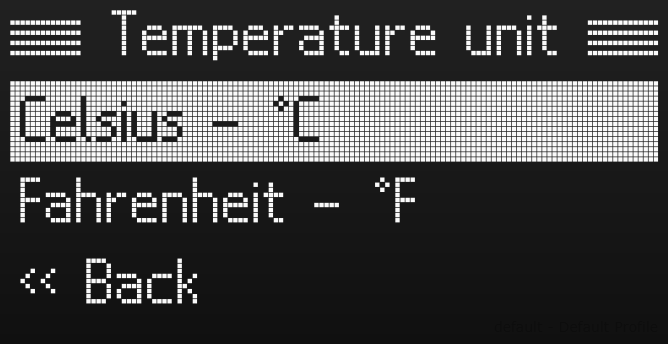 Temperature unit
Celsius - °C
Fahrenheit - °F
<< Back